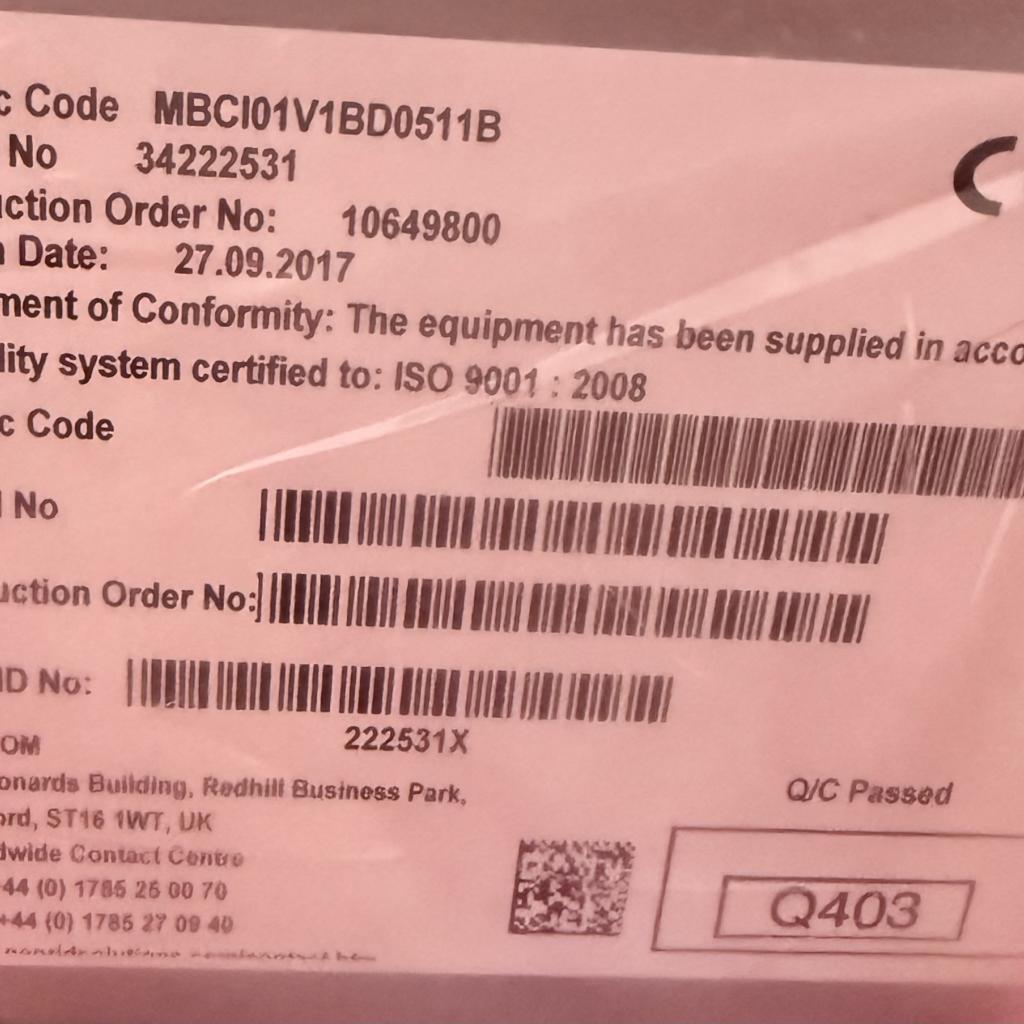 c Code MBCI01V1BD0511B
No 34222531
uction Order No: 10649800
n Date: 27.09.2017
ment of Conformity: The equipment has been supplied in acco
lity system certified to: ISO 9001 : 2008
c Code
l No
uction Order No:
ID No:
222531X
OM
onards Building, Redhill Business Park,
ord, ST16 1WT, UK
dwide Contact Centre
+44 (0) 1785 25 00 70
+44 (0) 1785 27 09 40
Q/C Passed
Q403